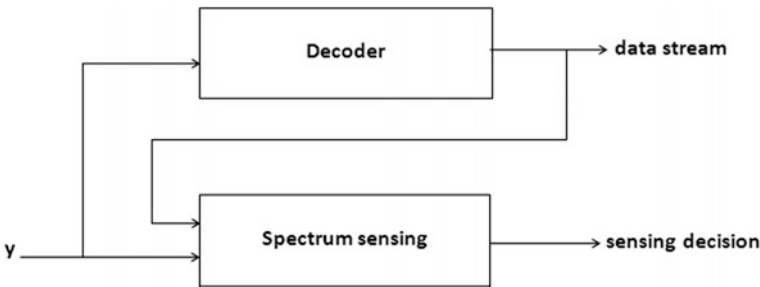 Decoder
data stream
y
Spectrum sensing
sensing decision